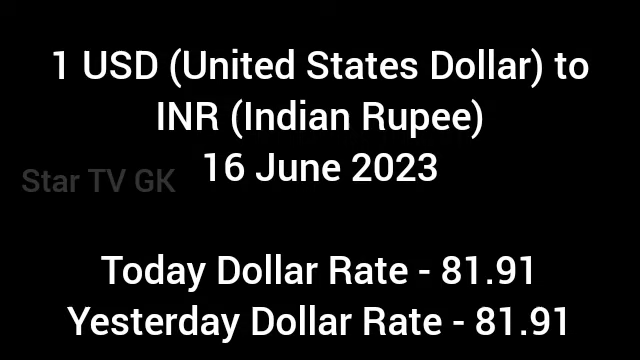 1 USD (United States Dollar) to
INR (Indian Rupee)
16 June 2023
Star TV GK
Today Dollar Rate - 81.91
Yesterday Dollar Rate - 81.91